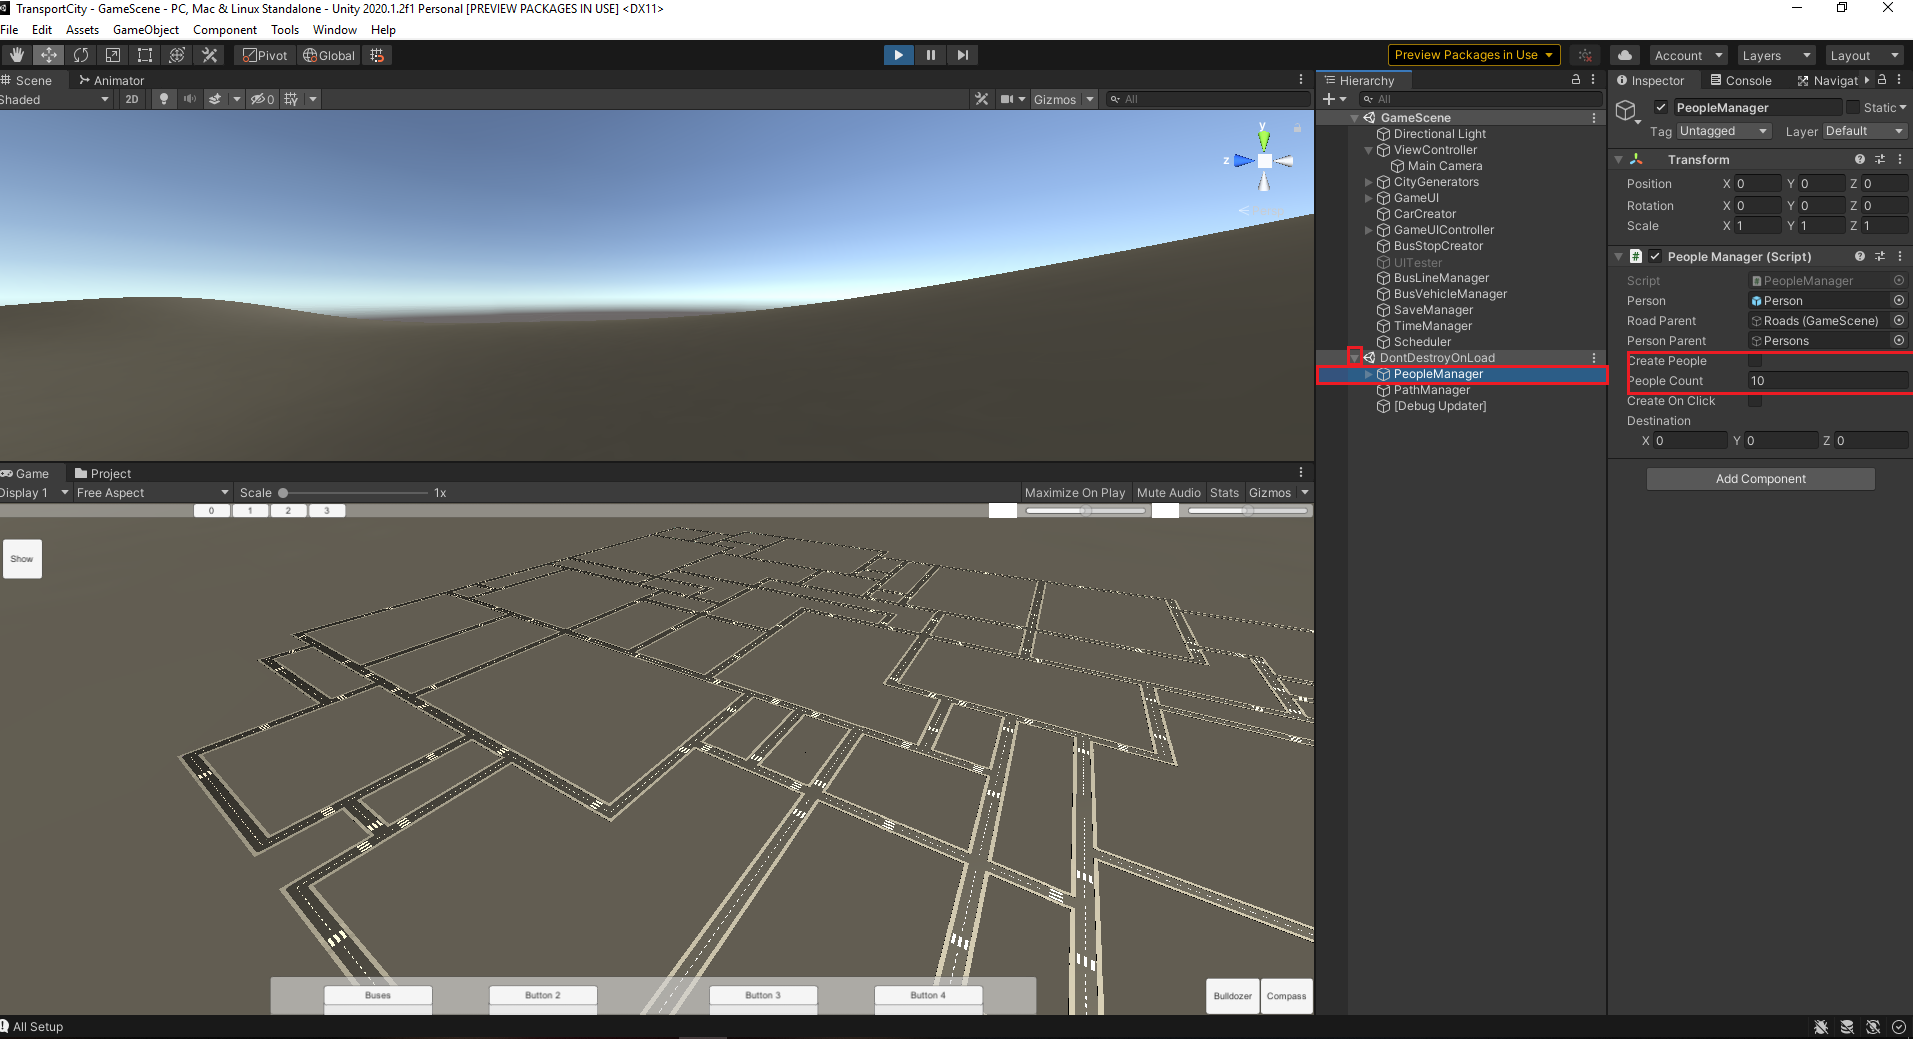 TransportCity - GameScene - PC, Mac & Linux Standalone - Unity 2020.1.2f1 Personal [PREVIEW PACKAGES IN USE] <DX11>
File Edit Assets GameObject Component Tools Window Help
Pivot Global Preview Packages in Use Account Layers Layout
Scene Animator
Shaded 2D 0 Gizmos All
y
z
Game Project
Display 1 Free Aspect Scale 1x Maximize On Play Mute Audio Stats Gizmos
0 1 2 3
Show
Buses Button 2 Button 3 Button 4 Bulldozer Compass
Hierarchy
All
GameScene
Directional Light
ViewController
Main Camera
CityGenerators
GameUI
CarCreator
GameUIController
BusStopCreator
UITester
BusLineManager
BusVehicleManager
SaveManager
TimeManager
Scheduler
DontDestroyOnLoad
PeopleManager
PathManager
[Debug Updater]
Inspector Console Navigat
PeopleManager Static
Tag Untagged Layer Default
Transform
Position X 0 Y 0 Z 0
Rotation X 0 Y 0 Z 0
Scale X 1 Y 1 Z 1
# People Manager (Script)
Script PeopleManager
Person Person
Road Parent Roads (GameScene)
Person Parent Persons
Create People
People Count 10
Create On Click
Destination
X 0 Y 0 Z 0
Add Component
All Setup